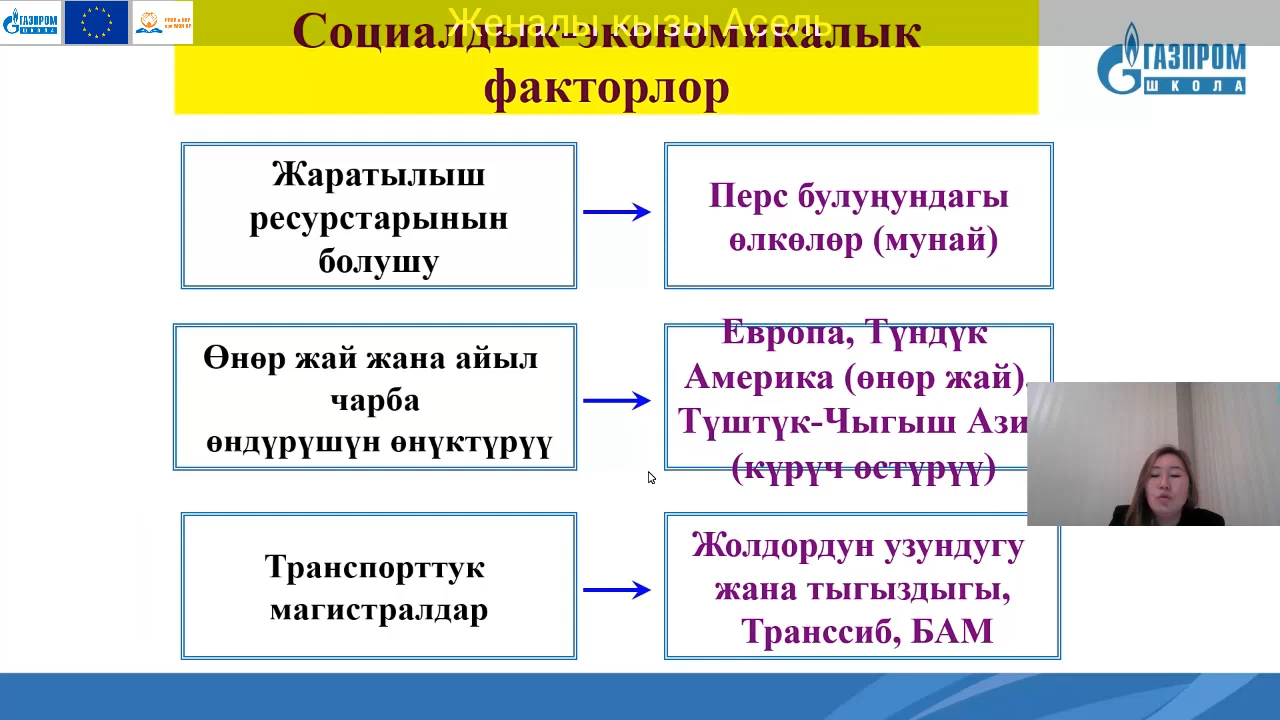 ГАЗПРОМ
ШКОЛА
Женалы кызы Асель
Социалдык-экономикалык
факторлор
ГАЗПРОМ
ШКОЛА
Жаратылыш
ресурстарынын
болушу
Перс булуңундагы
өлкөлөр (мунай)
Өнөр жай жана айыл
чарба
өндүрүшүн өнүктүрүү
Европа, Түндүк
Америка (өнөр жай).
Түштүк-Чыгыш Ази
(күрүч өстүрүү)
Транспорттук
магистралдар
Жолдордун узундугу
жана тыгыздыгы,
Транссиб, БАМ